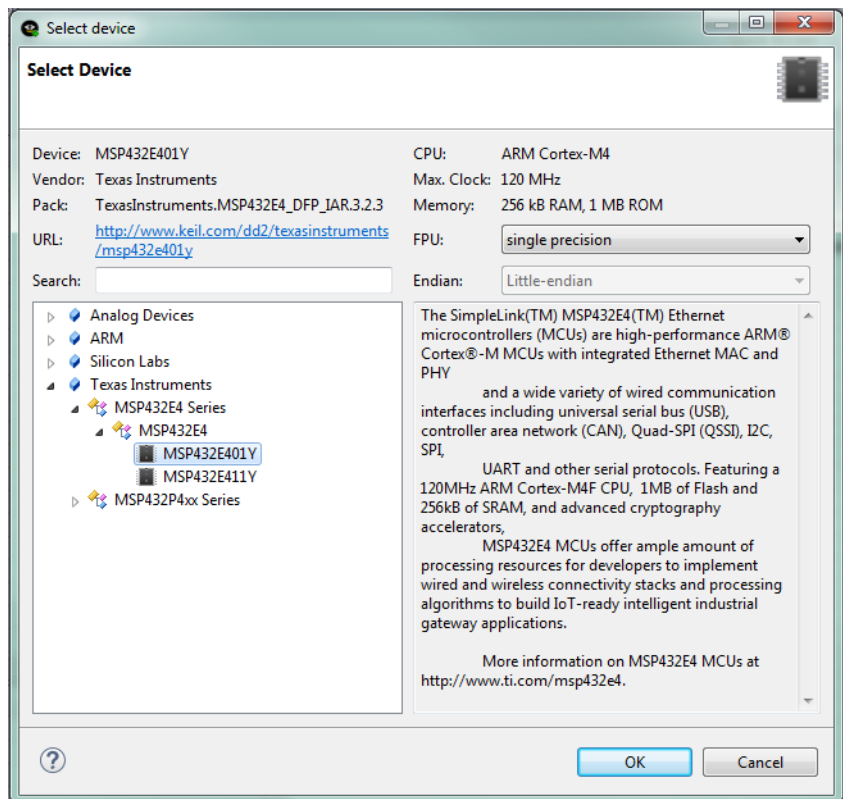 Select device
Select Device
Device: MSP432E401Y
Vendor: Texas Instruments
Pack: TexasInstruments.MSP432E4_DFP_IAR.3.2.3
URL: http://www.keil.com/dd2/texasinstruments
/msp432e401y
Search:
CPU: ARM Cortex-M4
Max. Clock: 120 MHz
Memory: 256 kB RAM, 1 MB ROM
FPU: single precision
Endian: Little-endian
Analog Devices
ARM
Silicon Labs
Texas Instruments
MSP432E4 Series
MSP432E4
MSP432E401Y
MSP432E411Y
MSP432P4xx Series
The SimpleLink(TM) MSP432E4(TM) Ethernet
microcontrollers (MCUs) are high-performance ARM®
Cortex®-M MCUs with integrated Ethernet MAC and
PHY
and a wide variety of wired communication
interfaces including universal serial bus (USB),
controller area network (CAN), Quad-SPI (QSSI), I2C,
SPI,
UART and other serial protocols. Featuring a
120MHz ARM Cortex-M4F CPU, 1MB of Flash and
256kB of SRAM, and advanced cryptography
accelerators,
MSP432E4 MCUs offer ample amount of
processing resources for developers to implement
wired and wireless connectivity stacks and processing
algorithms to build IoT-ready intelligent industrial
gateway applications.
More information on MSP432E4 MCUs at
http://www.ti.com/msp432e4.
?
OK
Cancel